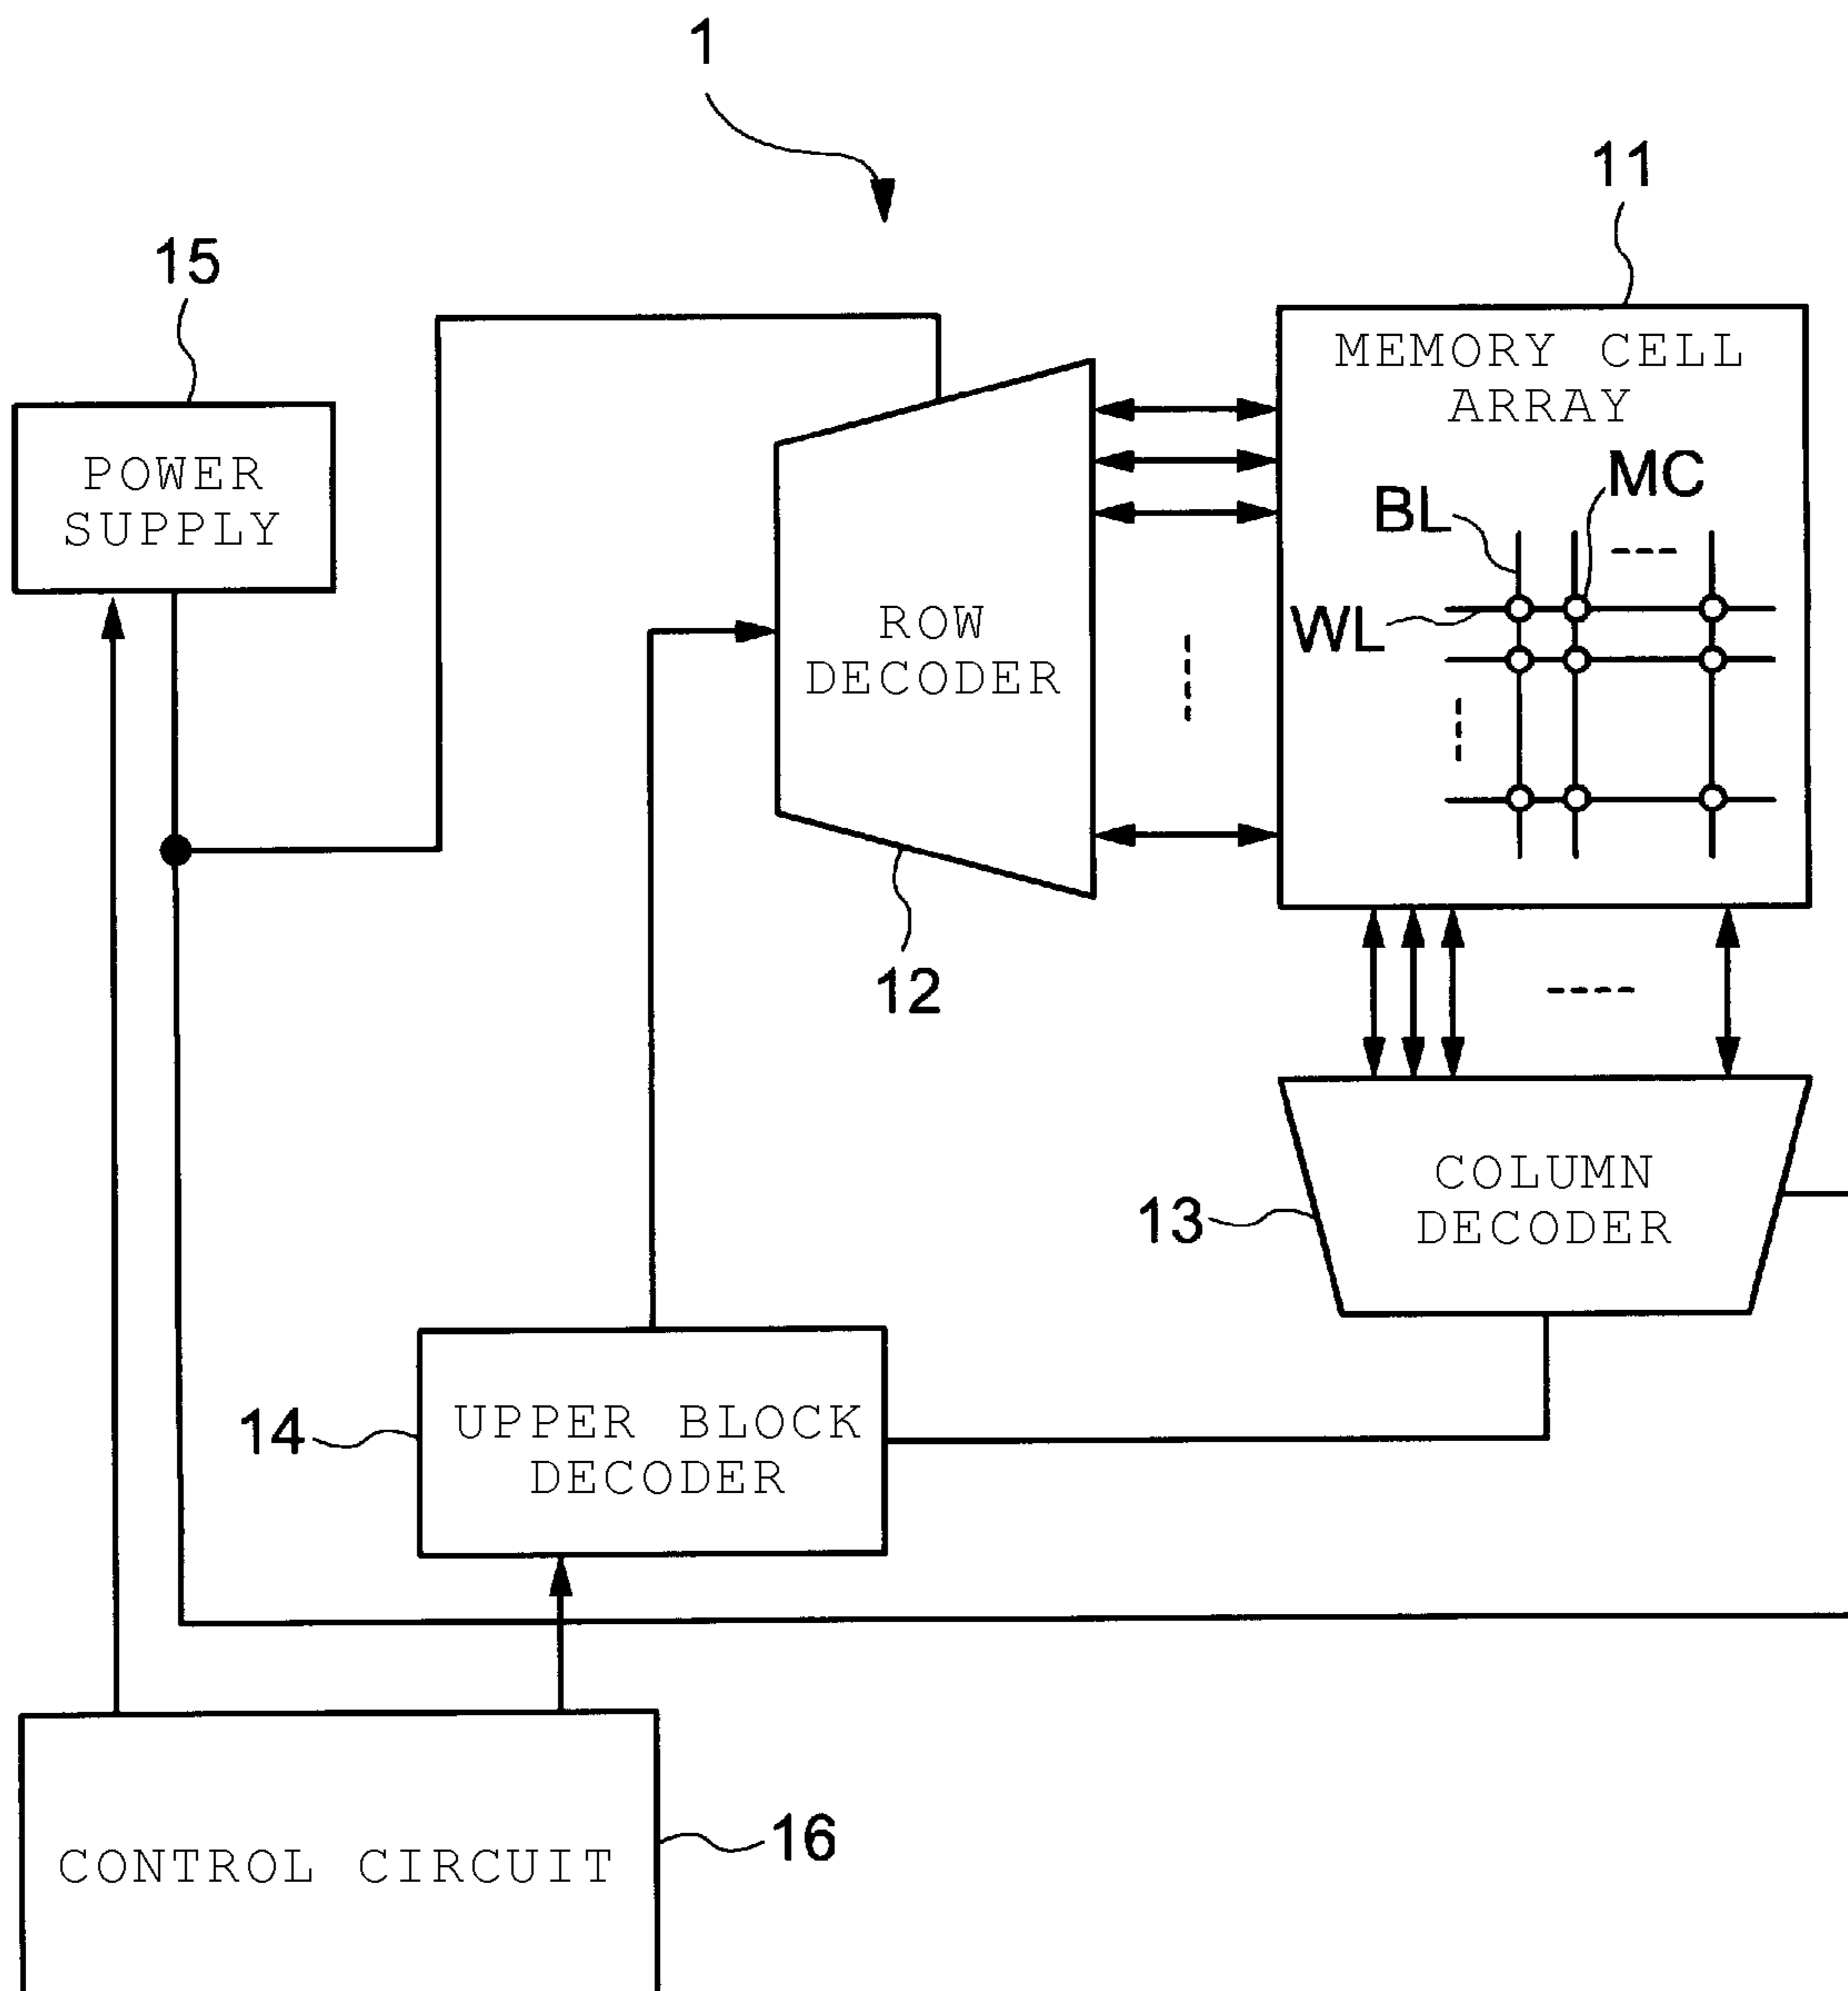 1
11
15
MEMORY CELL
ARRAY
POWER
SUPPLY
MC
BL
WL
ROW
DECODER
12
COLUMN
DECODER
13
UPPER BLOCK
DECODER
14
CONTROL CIRCUIT
16